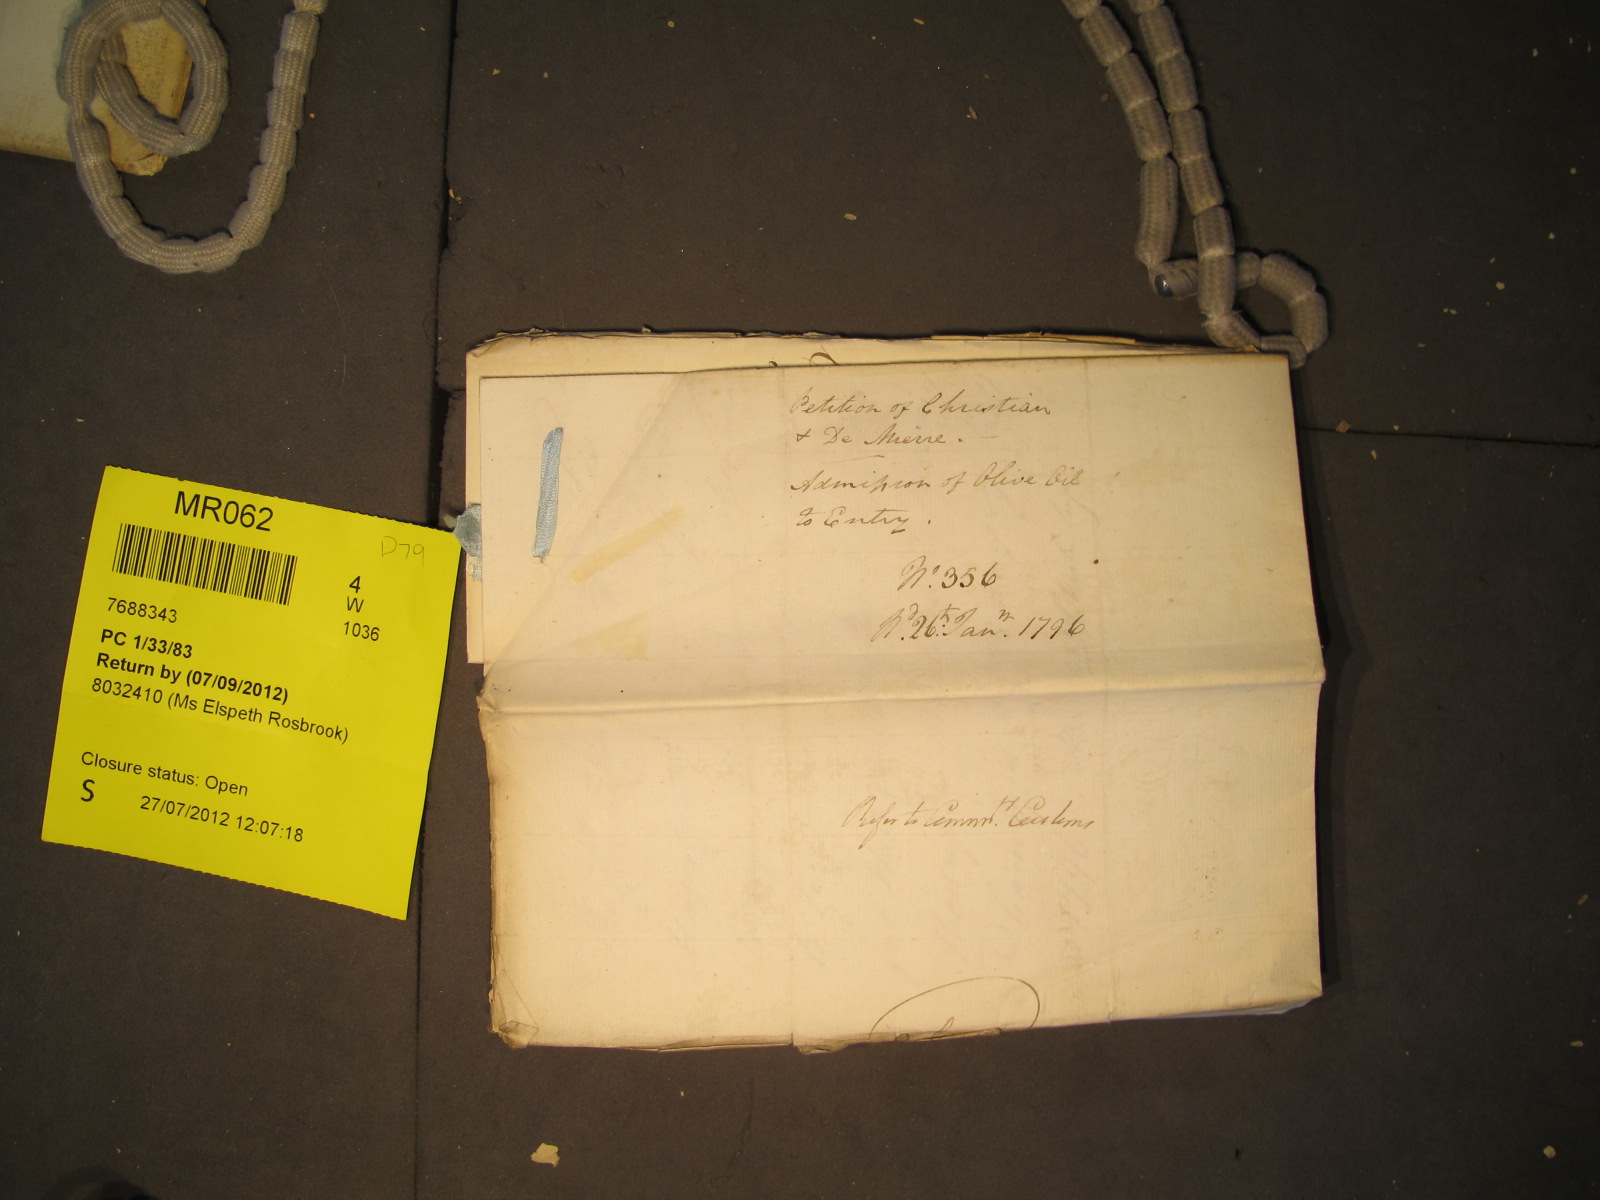 Petition of Christian
& De Mierre. —
Admission of Olive Oil
to Entry.
No. 356
Rd. 26th. Jany. 1796
Refer to Commrs. Customs
MR062
D79
4
W
7688343
1036
PC 1/33/83
Return by (07/09/2012)
8032410 (Ms Elspeth Rosbrook)
Closure status: Open
S
27/07/2012 12:07:18